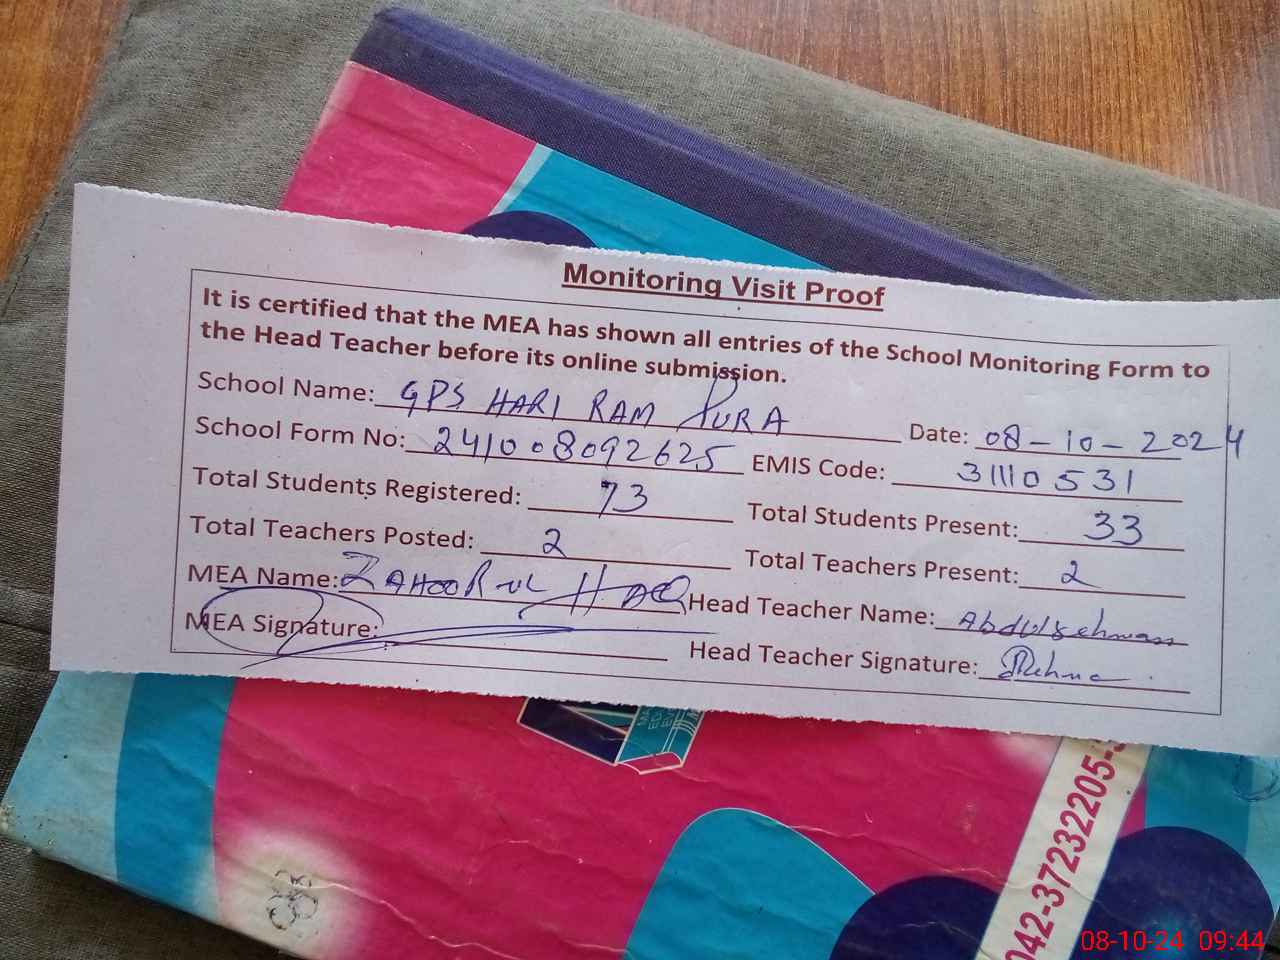 Monitoring Visit Proof
It is certified that the MEA has shown all entries of the School Monitoring Form to
the Head Teacher before its online submission.
School Name: GPS HARI RAM PURA Date: 08-10-2024
School Form No: 241008092625 EMIS Code: 31110531
Total Students Registered: 73 Total Students Present: 33
Total Teachers Posted: 2 Total Teachers Present: 2
MEA Name: ZAHOOR UL HAQ Head Teacher Name: AbdulRehman
MEA Signature: Head Teacher Signature: Rehma
042-37232205-
08-10-24 09:44